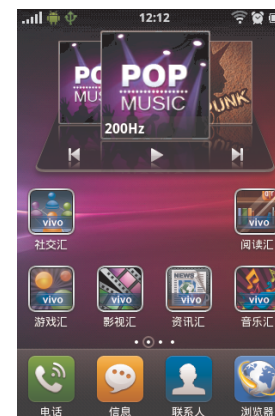 12:12
POP
MUSIC
PUNK
POP
MUSIC
200Hz
vivo
vivo
社交汇
阅读汇
vivo
vivo
NEWS
vivo
vivo
游戏汇
影视汇
资讯汇
音乐汇
电话
信息
联系人
浏览器